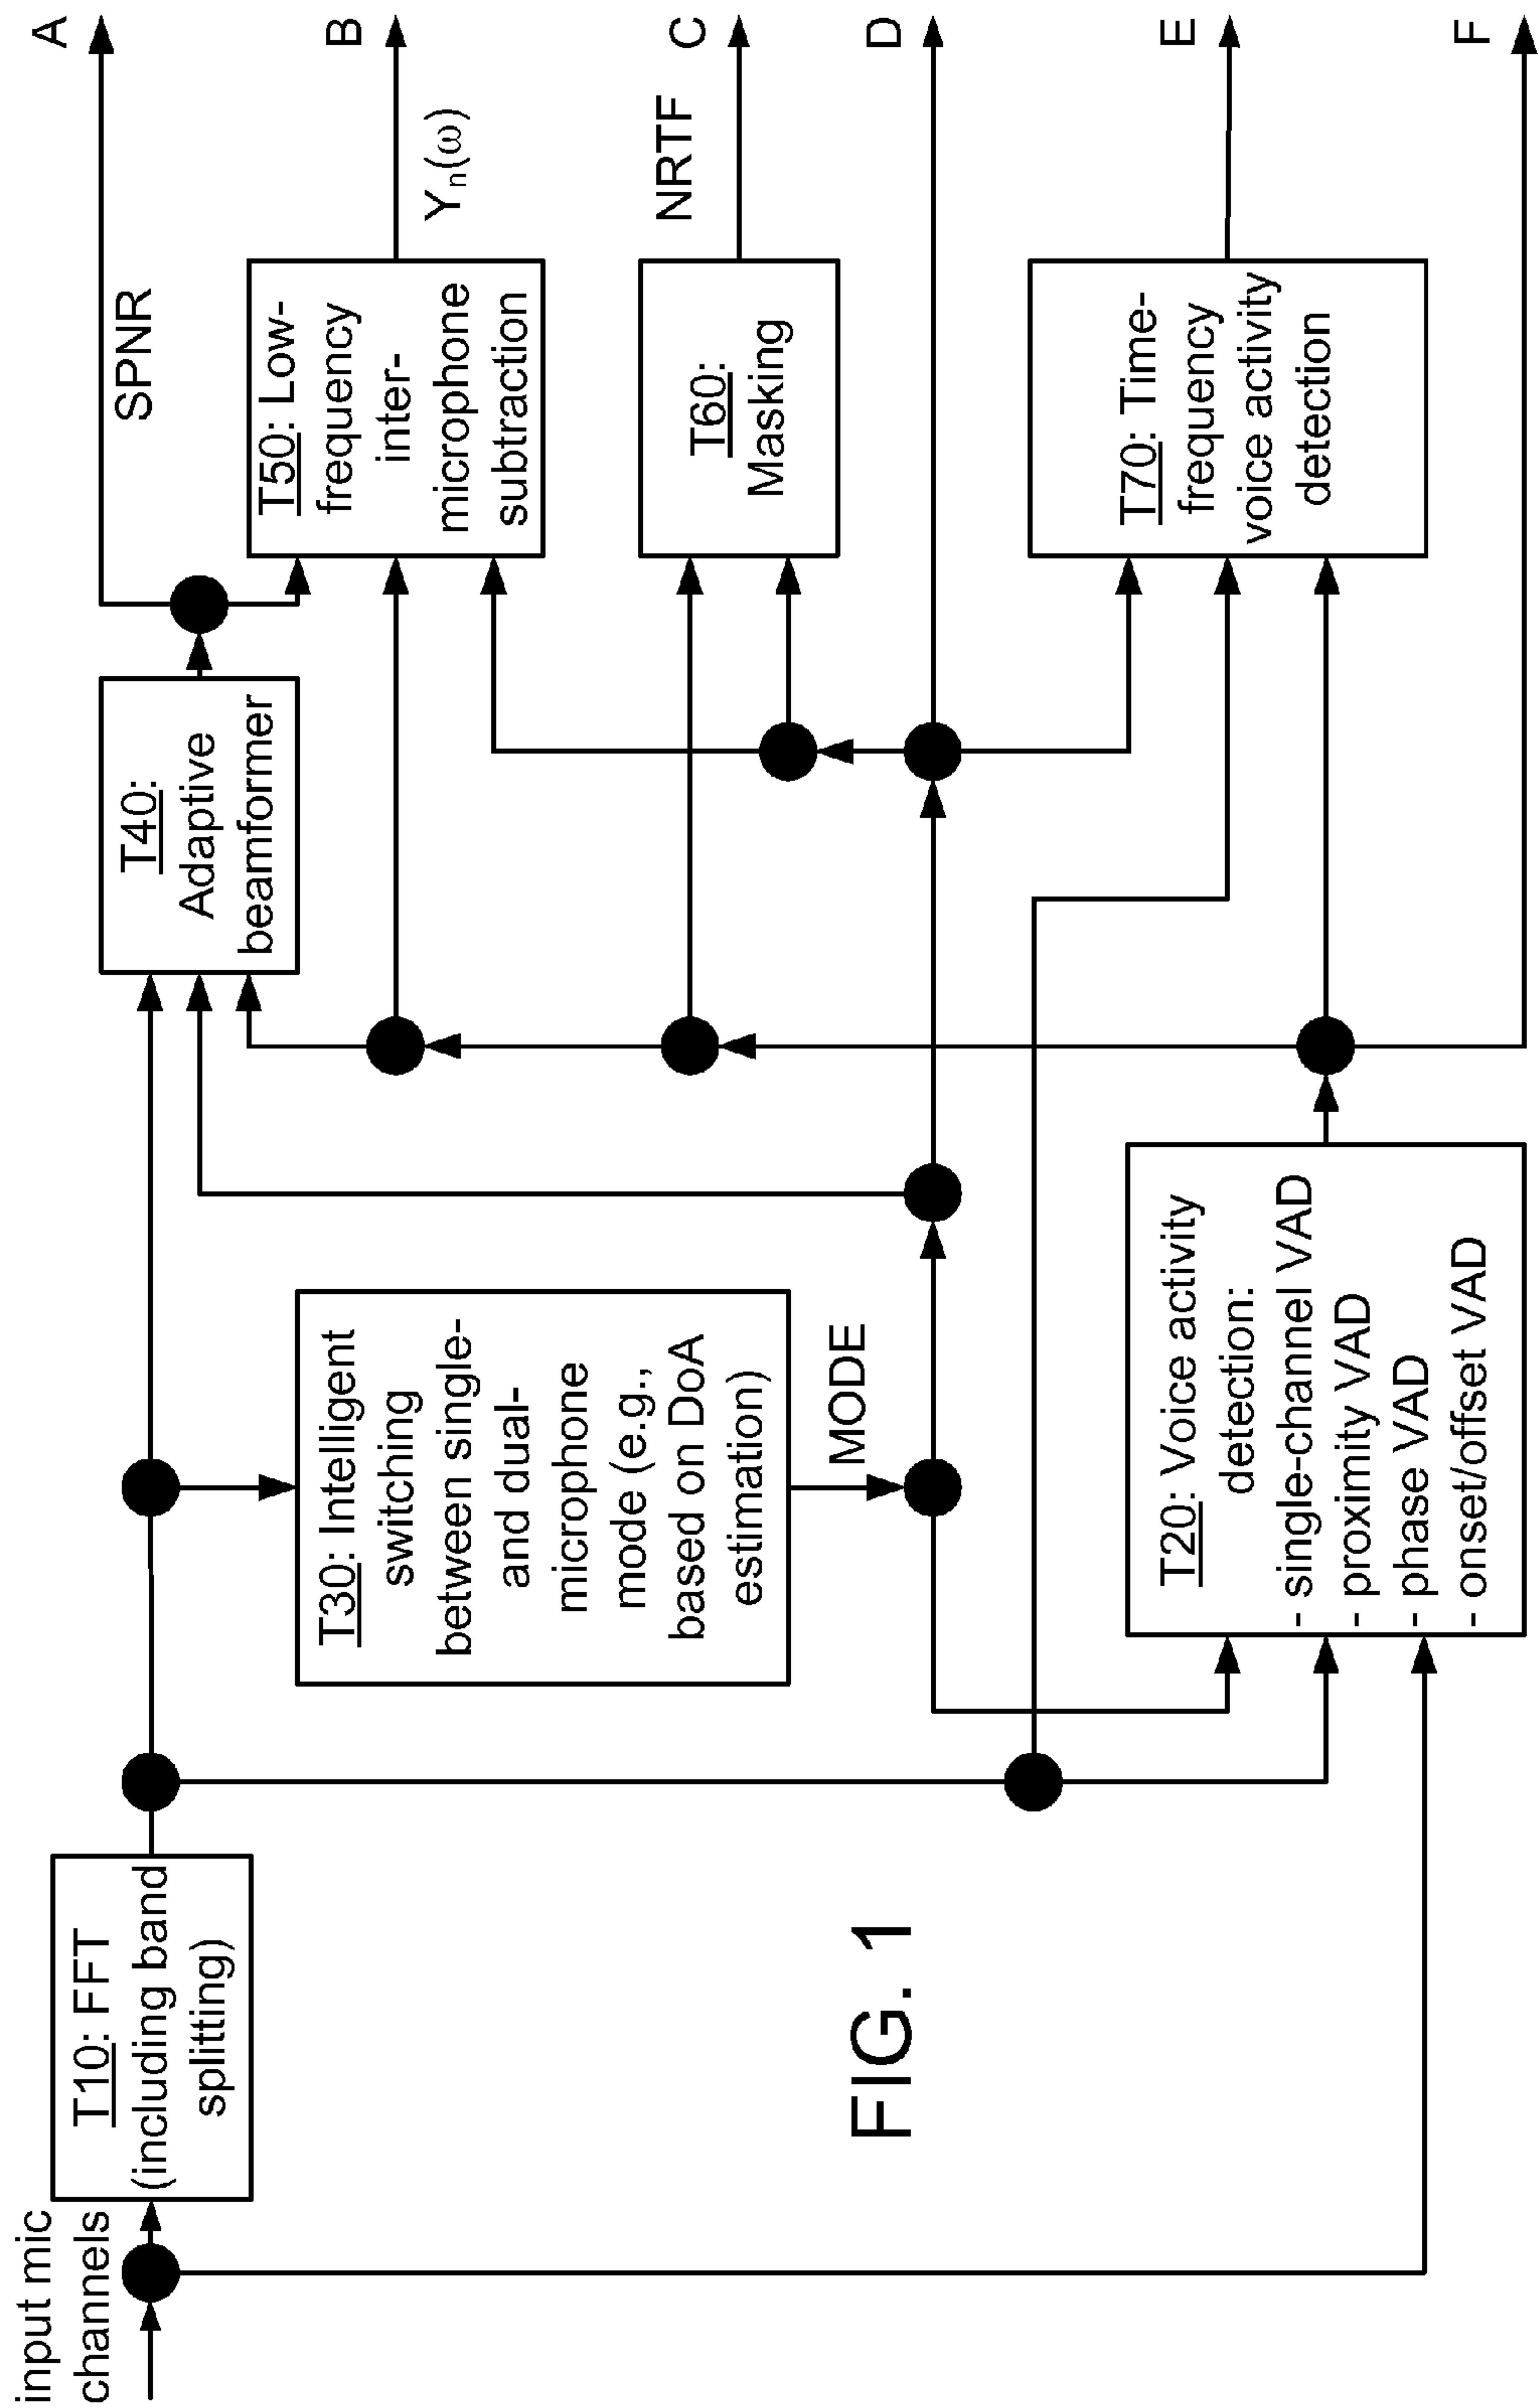 input mic
channels
T10: FFT
(including band
splitting)
T30: Intelligent
switching
between single-
and dual-
microphone
mode (e.g.,
based on DoA
estimation)
MODE
T20: Voice activity
detection:
- single-channel VAD
- proximity VAD
- phase VAD
- onset/offset VAD
T40:
Adaptive
beamformer
SPNR
A
T50: Low-
frequency
inter-
microphone
subtraction
Yn(ω)
B
T60:
Masking
NRTF
C
D
T70: Time-
frequency
voice activity
detection
E
F
FIG. 1